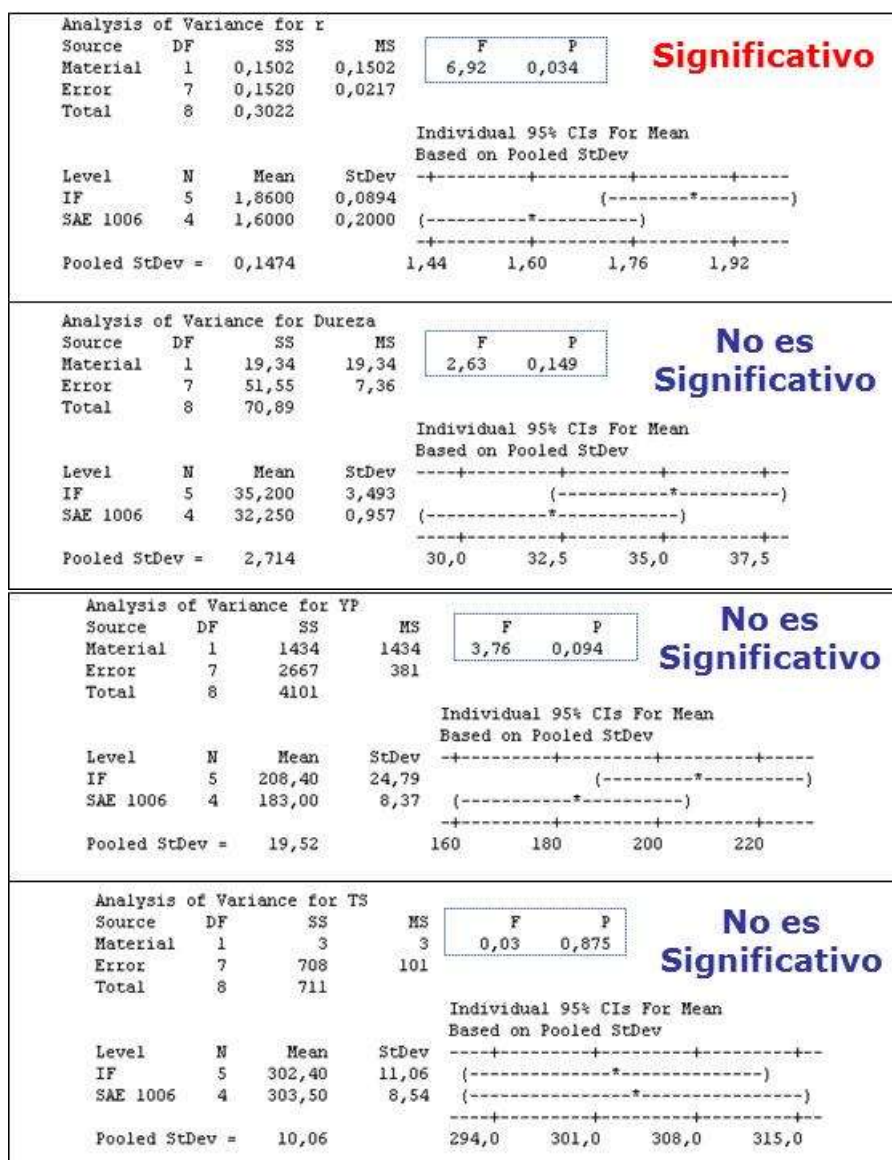 Analysis of Variance for r
Source DF SS MS F P
Material 1 0,1502 0,1502 6,92 0,034
Error 7 0,1520 0,0217
Total 8 0,3022
Significativo
Individual 95% CIs For Mean
Based on Pooled StDev
Level N Mean StDev -+---------+---------+---------+-----
IF 5 1,8600 0,0894 (--------*---------)
SAE 1006 4 1,6000 0,2000 (----------*----------)
-+---------+---------+---------+-----
Pooled StDev = 0,1474 1,44 1,60 1,76 1,92
Analysis of Variance for Dureza
Source DF SS MS F P
Material 1 19,34 19,34 2,63 0,149
Error 7 51,55 7,36
Total 8 70,89
No es
Significativo
Individual 95% CIs For Mean
Based on Pooled StDev
Level N Mean StDev ----+---------+---------+---------+--
IF 5 35,200 3,493 (-----------*----------)
SAE 1006 4 32,250 0,957 (------------*------------)
----+---------+---------+---------+--
Pooled StDev = 2,714 30,0 32,5 35,0 37,5
Analysis of Variance for YP
Source DF SS MS F P
Material 1 1434 1434 3,76 0,094
Error 7 2667 381
Total 8 4101
No es
Significativo
Individual 95% CIs For Mean
Based on Pooled StDev
Level N Mean StDev -+---------+---------+---------+-----
IF 5 208,40 24,79 (---------*----------)
SAE 1006 4 183,00 8,37 (-----------*----------)
-+---------+---------+---------+-----
Pooled StDev = 19,52 160 180 200 220
Analysis of Variance for TS
Source DF SS MS F P
Material 1 3 3 0,03 0,875
Error 7 708 101
Total 8 711
No es
Significativo
Individual 95% CIs For Mean
Based on Pooled StDev
Level N Mean StDev ----+---------+---------+---------+--
IF 5 302,40 11,06 (--------------*--------------)
SAE 1006 4 303,50 8,54 (----------------*----------------)
----+---------+---------+---------+--
Pooled StDev = 10,06 294,0 301,0 308,0 315,0